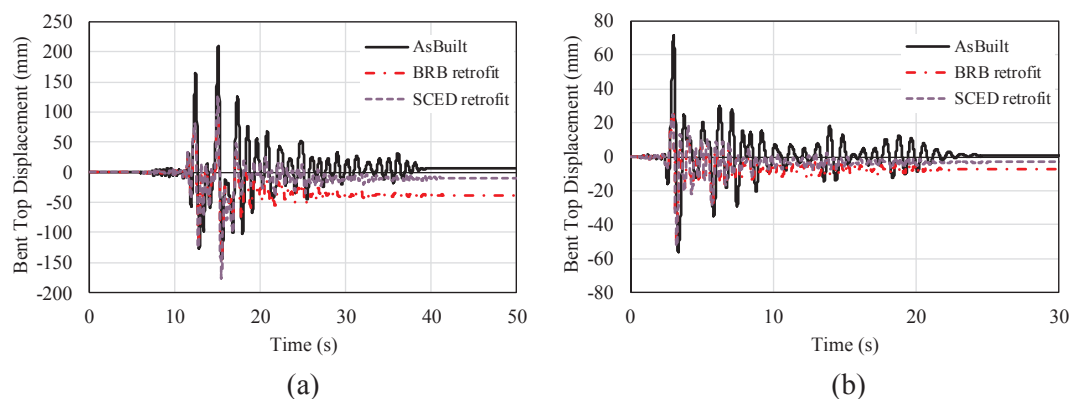 250
200
150
100
50
0
-50
-100
-150
-200
0 10 20 30 40 50
Bent Top Displacement (mm)
Time (s)
AsBuilt
BRB retrofit
SCED retrofit
(a)
80
60
40
20
0
-20
-40
-60
-80
0 10 20 30
Bent Top Displacement (mm)
Time (s)
AsBuilt
BRB retrofit
SCED retrofit
(b)